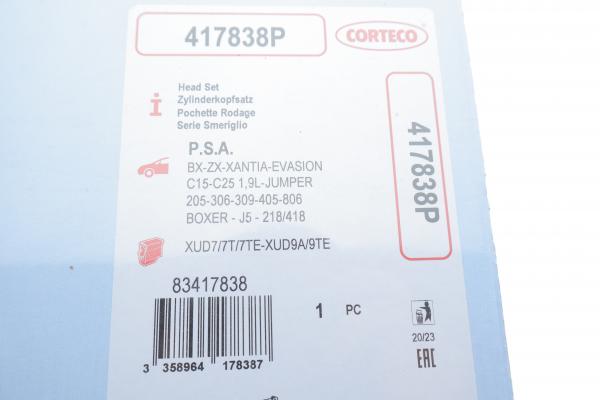 417838P
CORTECO
Head Set
Zylinderkopfsatz
Pochette Rodage
Serie Smeriglio
417838P
P.S.A.
BX-ZX-XANTIA-EVASION
C15-C25 1,9L-JUMPER
205-306-309-405-806
BOXER - J5 - 218/418
XUD7/7T/7TE-XUD9A/9TE
83417838
1 PC
20/23
EAC
3 358964 178387